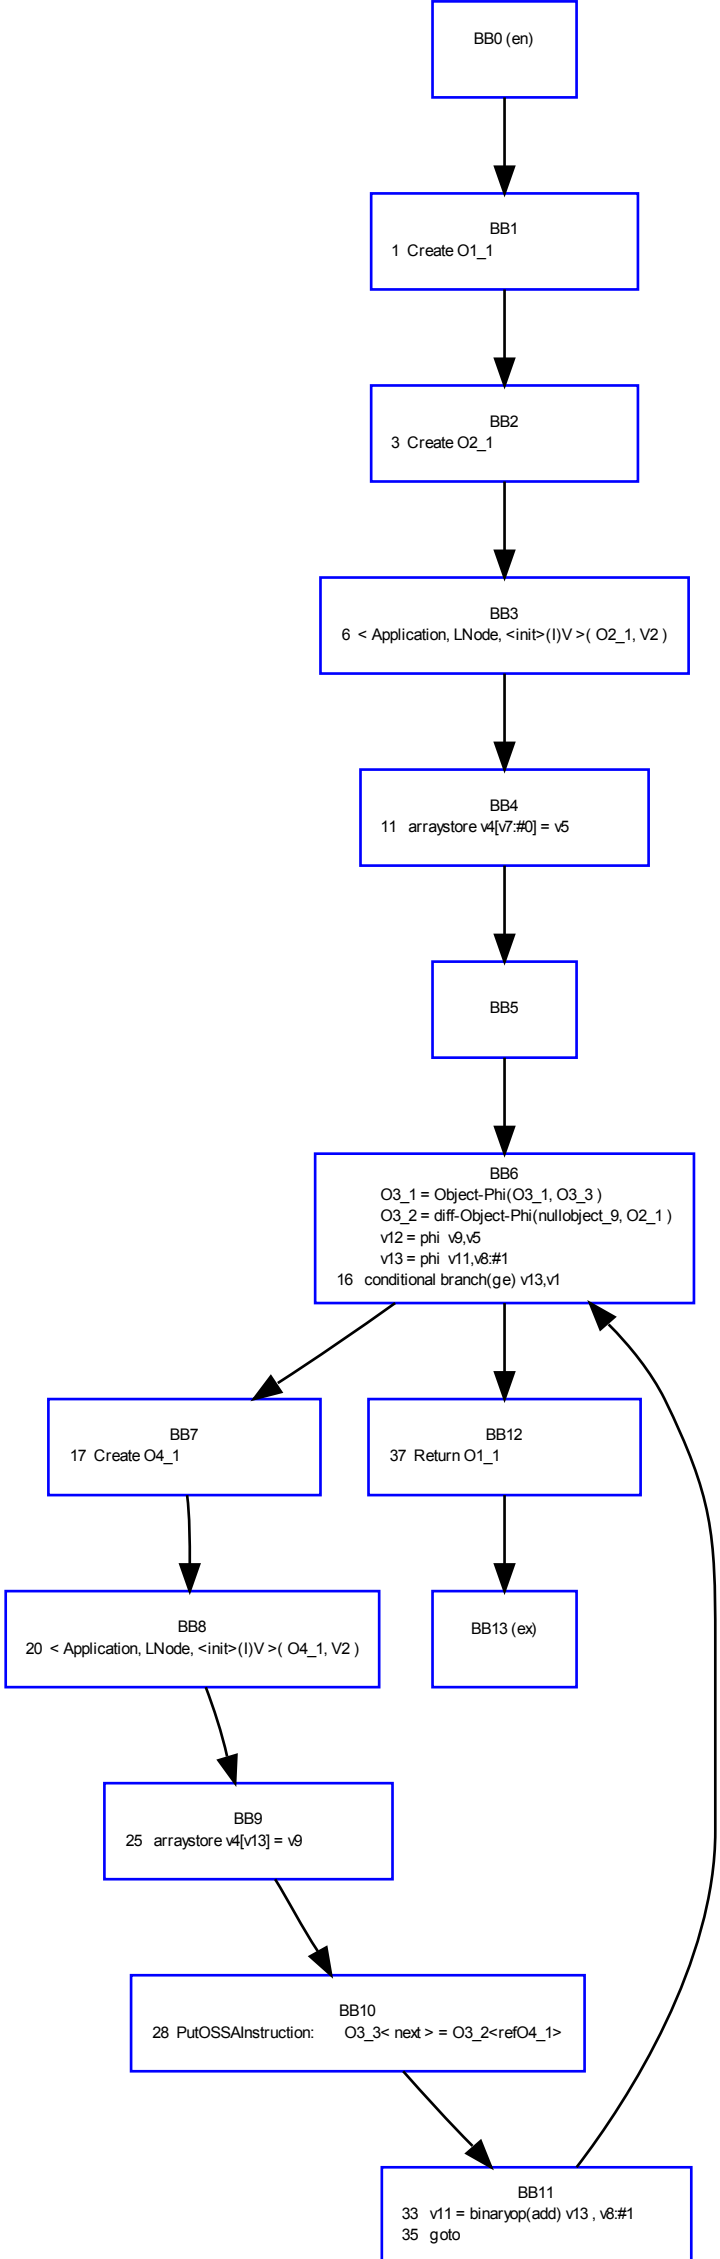 BB0 (en)
BB1
1 Create O1_1
BB2
3 Create O2_1
BB3
6 < Application, LNode, <init>(I)V >( O2_1, V2 )
BB4
11 arraystore v4[v7:#0] = v5
BB5
BB6
O3_1 = Object-Phi(O3_1, O3_3 )
O3_2 = diff-Object-Phi(nullobject_9, O2_1 )
v12 = phi v9,v5
v13 = phi v11,v8:#1
16 conditional branch(ge) v13,v1
BB7
17 Create O4_1
BB12
37 Return O1_1
BB8
20 < Application, LNode, <init>(I)V >( O4_1, V2 )
BB13 (ex)
BB9
25 arraystore v4[v13] = v9
BB10
28 PutOSSAInstruction: O3_3< next > = O3_2<refO4_1>
BB11
33 v11 = binaryop(add) v13 , v8:#1
35 goto